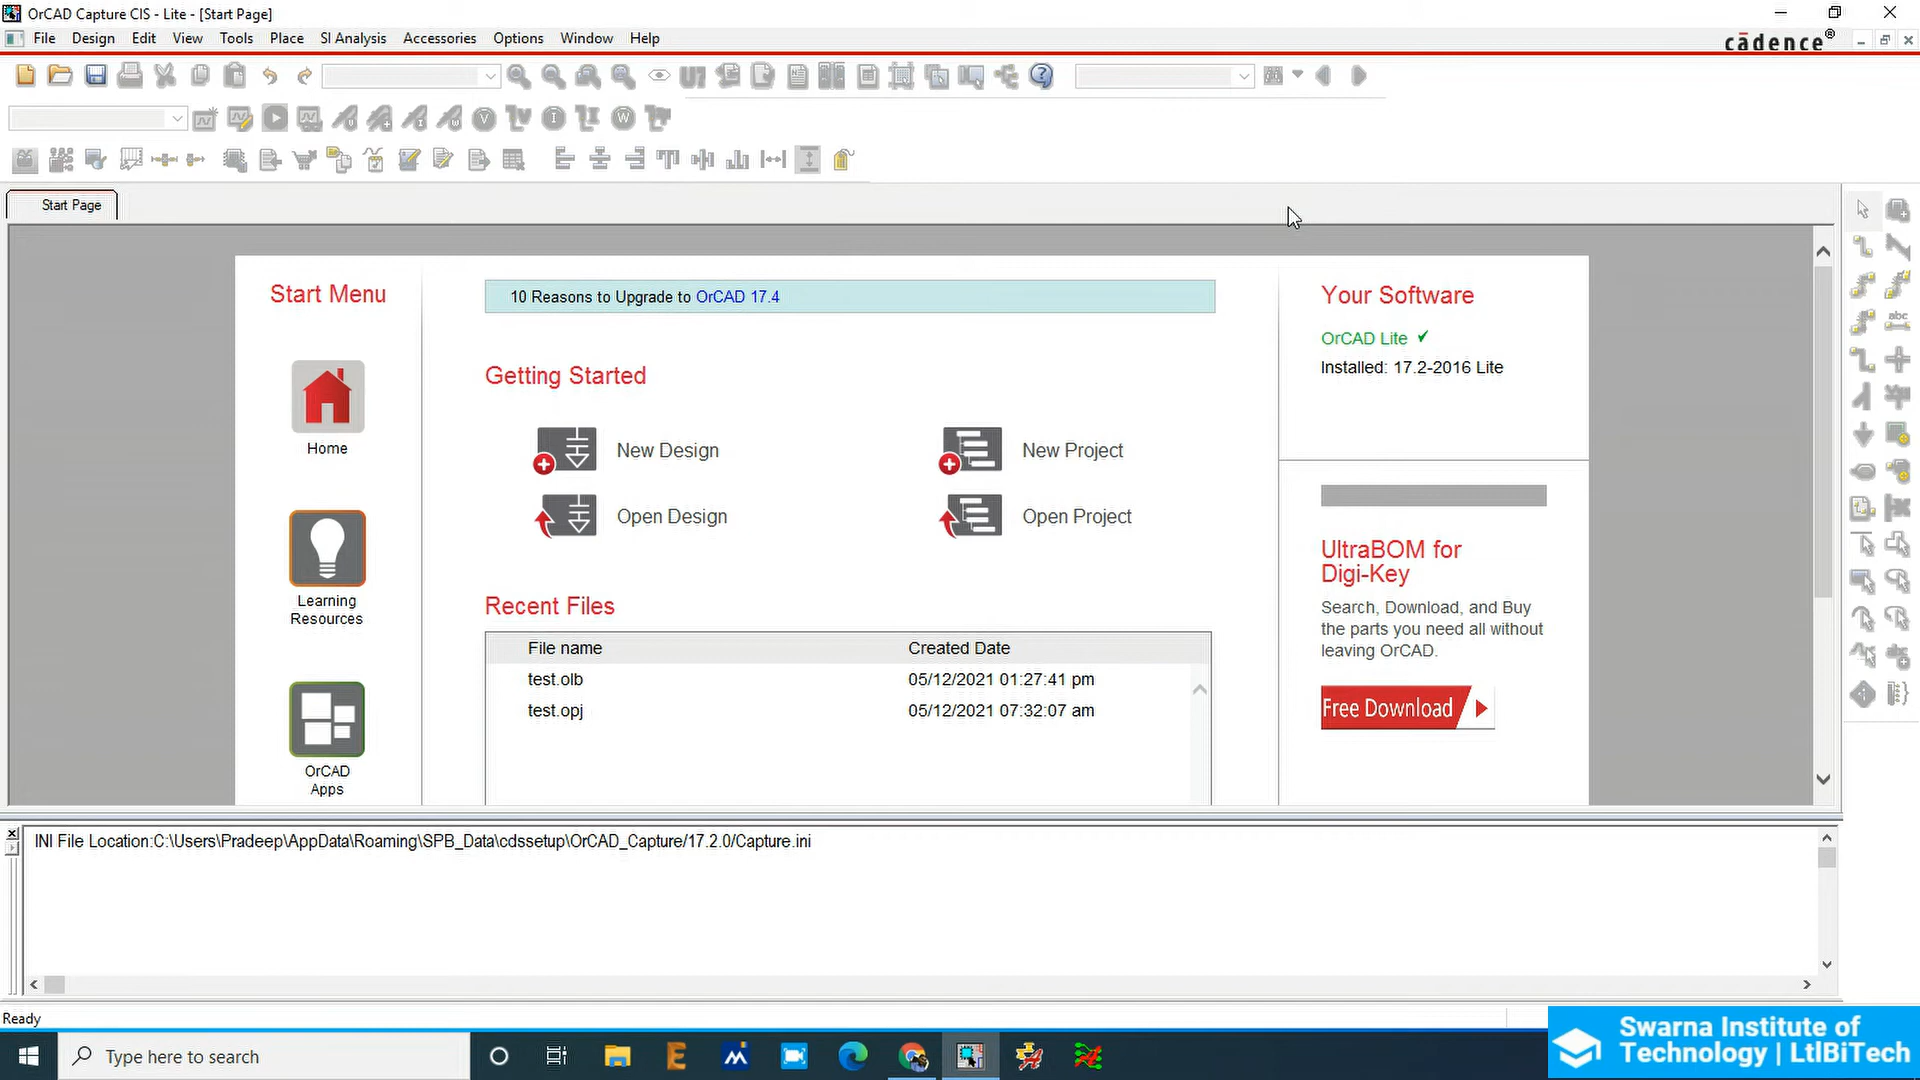 OrCAD Capture CIS - Lite - [Start Page]
File Design Edit View Tools Place SI Analysis Accessories Options Window Help
cādence®
Start Page
Start Menu
Home
Learning
Resources
OrCAD
Apps
10 Reasons to Upgrade to OrCAD 17.4
Getting Started
New Design
New Project
Open Design
Open Project
Recent Files
File name Created Date
test.olb 05/12/2021 01:27:41 pm
test.opj 05/12/2021 07:32:07 am
Your Software
OrCAD Lite ✓
Installed: 17.2-2016 Lite
UltraBOM for
Digi-Key
Search, Download, and Buy
the parts you need all without
leaving OrCAD.
Free Download
INI File Location:C:\Users\Pradeep\AppData\Roaming\SPB_Data\cdssetup\OrCAD_Capture/17.2.0/Capture.ini
Ready
Type here to search
Swarna Institute of
Technology | LtIBiTech